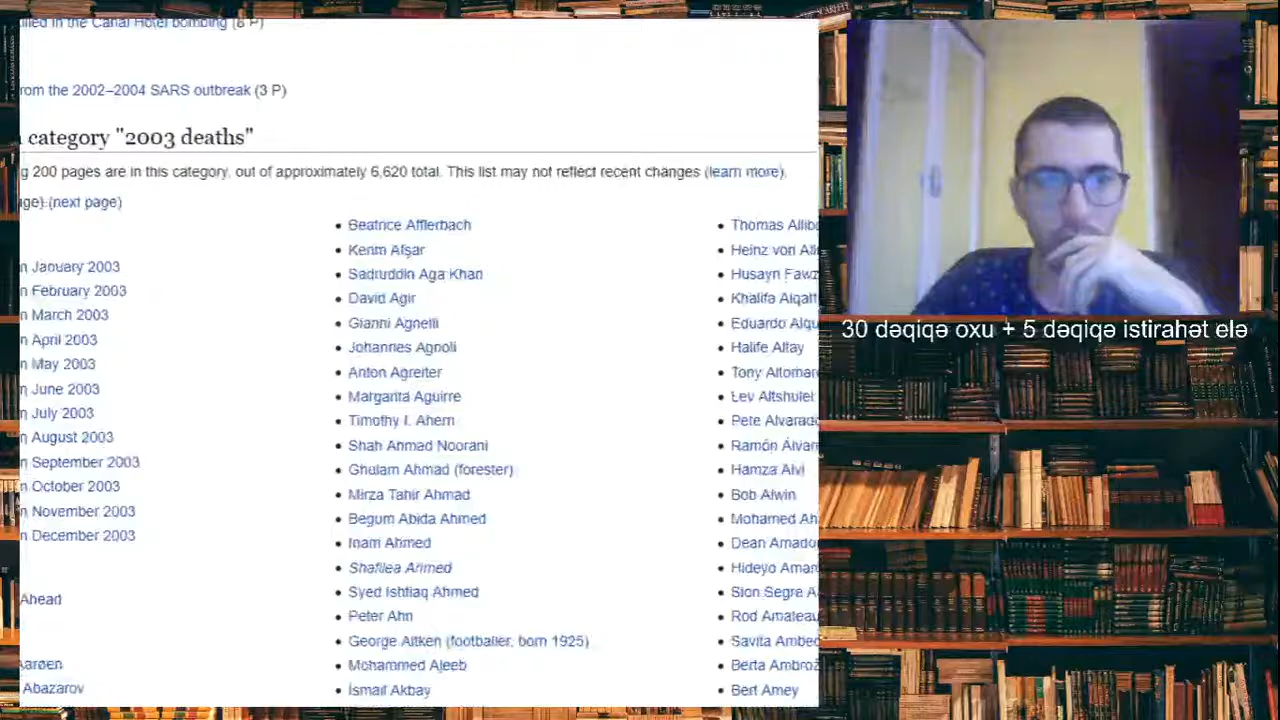 in the Canal Hotel bombing (8 P)
rom the 2002–2004 SARS outbreak (3 P)
category "2003 deaths"
g 200 pages are in this category, out of approximately 6,620 total. This list may not reflect recent changes (learn more).
ge) (next page)
n January 2003
n February 2003
n March 2003
n April 2003
n May 2003
n June 2003
n July 2003
n August 2003
n September 2003
n October 2003
n November 2003
n December 2003
Ahead
Aarøen
Abazarov
• Beatrice Afflerbach
• Kerim Afşar
• Sadruddin Aga Khan
• David Agir
• Gianni Agnelli
• Johannes Agnoli
• Anton Agreiter
• Margarita Aguirre
• Timothy I. Ahern
• Shah Ahmad Noorani
• Ghulam Ahmad (forester)
• Mirza Tahir Ahmad
• Begum Abida Ahmed
• Inam Ahmed
• Shafilea Ahmed
• Syed Ishtiaq Ahmed
• Peter Ahn
• George Aitken (footballer, born 1925)
• Mohammed Ajeeb
• İsmail Akbay
• Thomas Allib
• Heinz von All
• Husayn Fawz
• Khalifa Alqatt
• Eduardo Alqu
• Halife Altay
• Tony Altomar
• Lev Altshuler
• Pete Alvarado
• Ramón Álvar
• Hamza Alvi
• Bob Alwin
• Mohamed Ah
• Dean Amado
• Hideyo Amar
• Sion Segre A
• Rod Amateau
• Savita Ambed
• Berta Ambroz
• Bert Amey
30 dəqiqə oxu + 5 dəqiqə istirahət elə